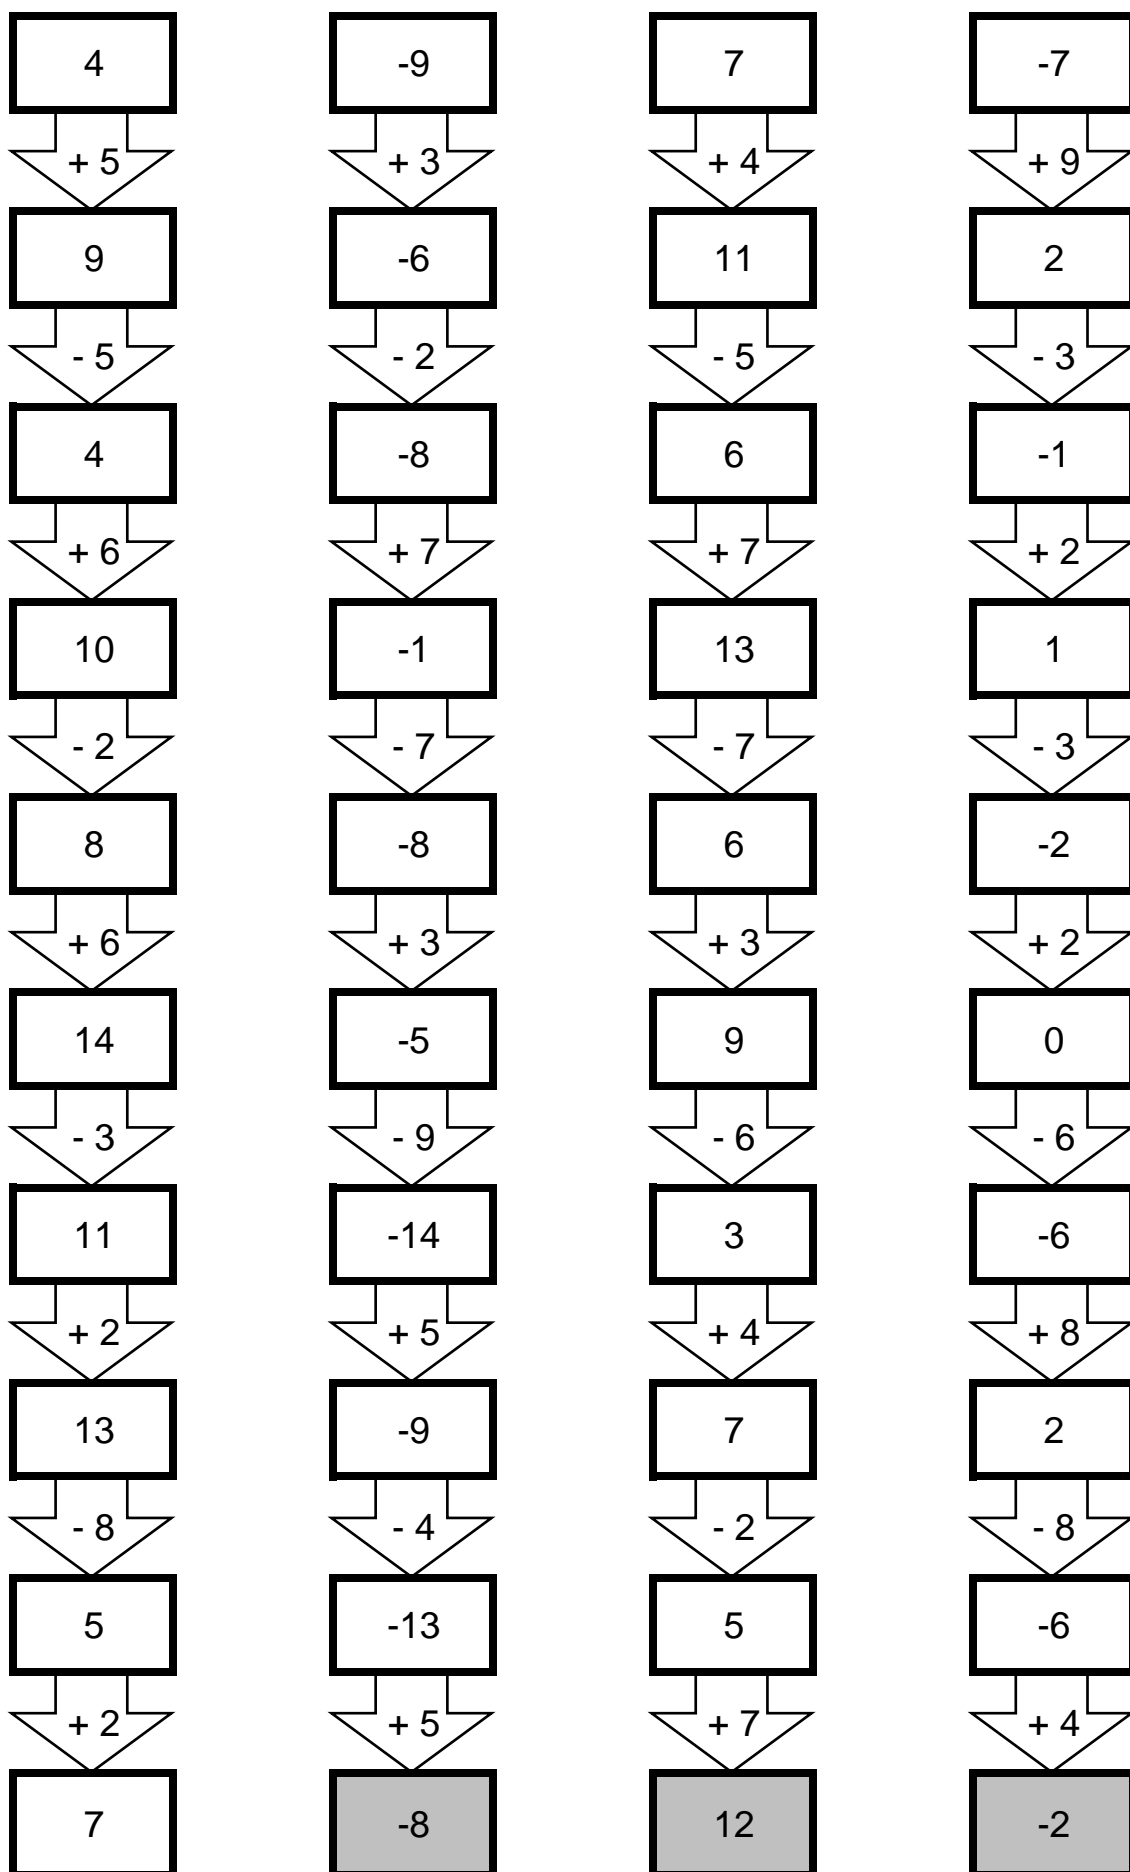 4 -9 7 -7
+ 5 + 3 + 4 + 9
9 -6 11 2
- 5 - 2 - 5 - 3
4 -8 6 -1
+ 6 + 7 + 7 + 2
10 -1 13 1
- 2 - 7 - 7 - 3
8 -8 6 -2
+ 6 + 3 + 3 + 2
14 -5 9 0
- 3 - 9 - 6 - 6
11 -14 3 -6
+ 2 + 5 + 4 + 8
13 -9 7 2
- 8 - 4 - 2 - 8
5 -13 5 -6
+ 2 + 5 + 7 + 4
7 -8 12 -2